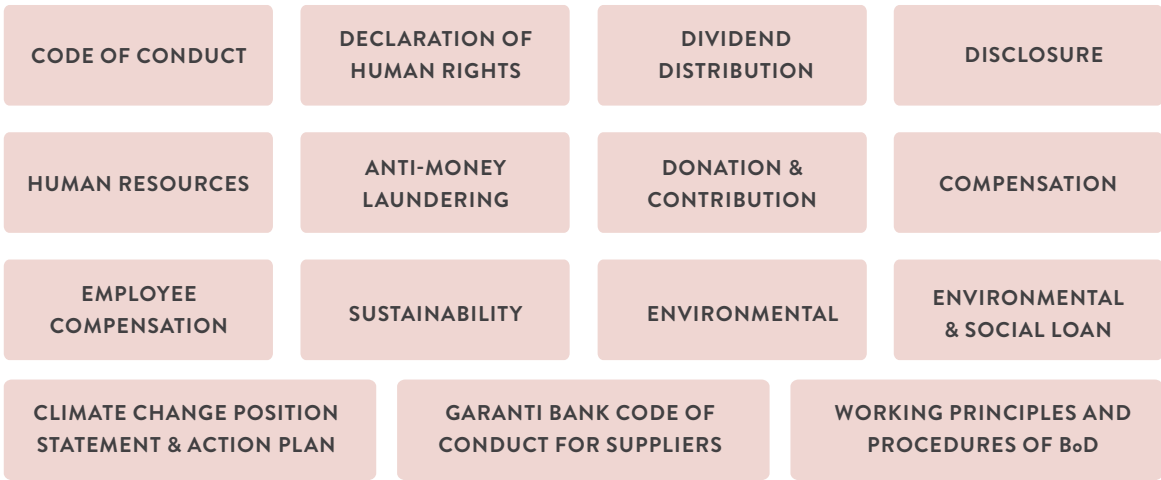 CODE OF CONDUCT
DECLARATION OF
HUMAN RIGHTS
DIVIDEND
DISTRIBUTION
DISCLOSURE
HUMAN RESOURCES
ANTI-MONEY
LAUNDERING
DONATION &
CONTRIBUTION
COMPENSATION
EMPLOYEE
COMPENSATION
SUSTAINABILITY
ENVIRONMENTAL
ENVIRONMENTAL
& SOCIAL LOAN
CLIMATE CHANGE POSITION
STATEMENT & ACTION PLAN
GARANTI BANK CODE OF
CONDUCT FOR SUPPLIERS
WORKING PRINCIPLES AND
PROCEDURES OF BoD